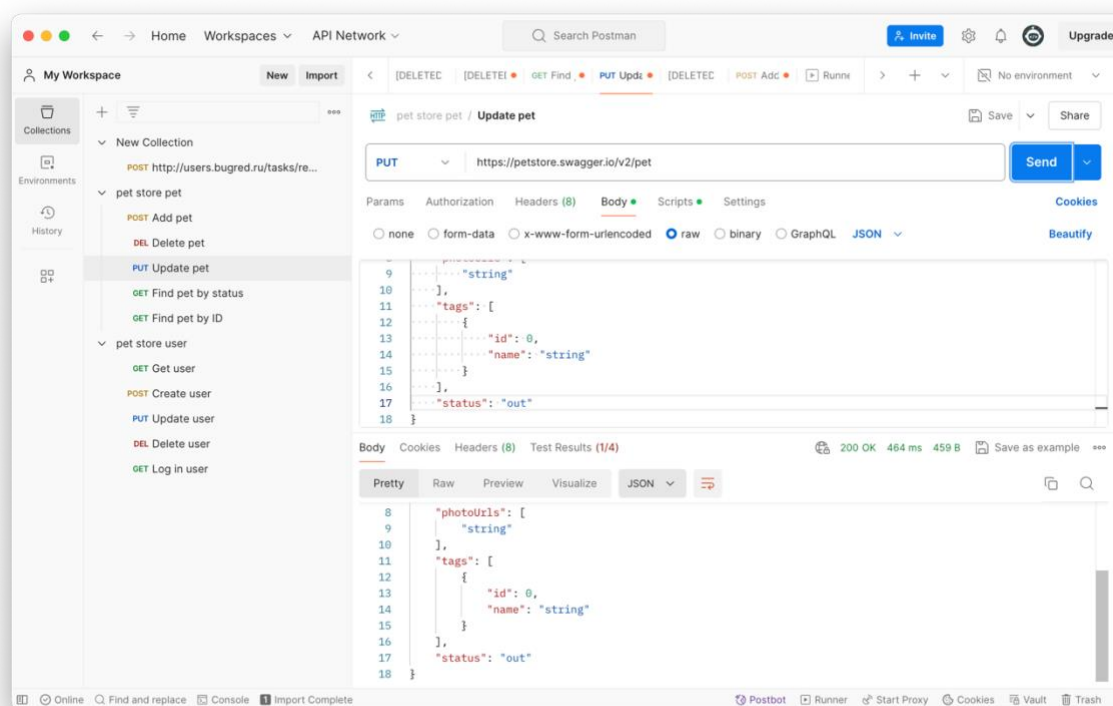 Home Workspaces API Network Search Postman Invite Upgrade
My Workspace New Import [DELETEC [DELETEI GET Find PUT Upda [DELETEC POST Adc Runne No environment
Collections
Environments
History
New Collection
POST http://users.bugred.ru/tasks/re...
pet store pet
POST Add pet
DEL Delete pet
PUT Update pet
GET Find pet by status
GET Find pet by ID
pet store user
GET Get user
POST Create user
PUT Update user
DEL Delete user
GET Log in user
HTTP pet store pet / Update pet Save Share
PUT https://petstore.swagger.io/v2/pet Send
Params Authorization Headers (8) Body Scripts Settings Cookies
none form-data x-www-form-urlencoded raw binary GraphQL JSON Beautify
9 "string"
10 ],
11 "tags": [
12 {
13 "id": 0,
14 "name": "string"
15 }
16 ],
17 "status": "out"
18 }
Body Cookies Headers (8) Test Results (1/4) 200 OK 464 ms 459 B Save as example
Pretty Raw Preview Visualize JSON
8 "photoUrls": [
9 "string"
10 ],
11 "tags": [
12 {
13 "id": 0,
14 "name": "string"
15 }
16 ],
17 "status": "out"
18 }
Online Find and replace Console 1 Import Complete Postbot Runner Start Proxy Cookies Vault Trash